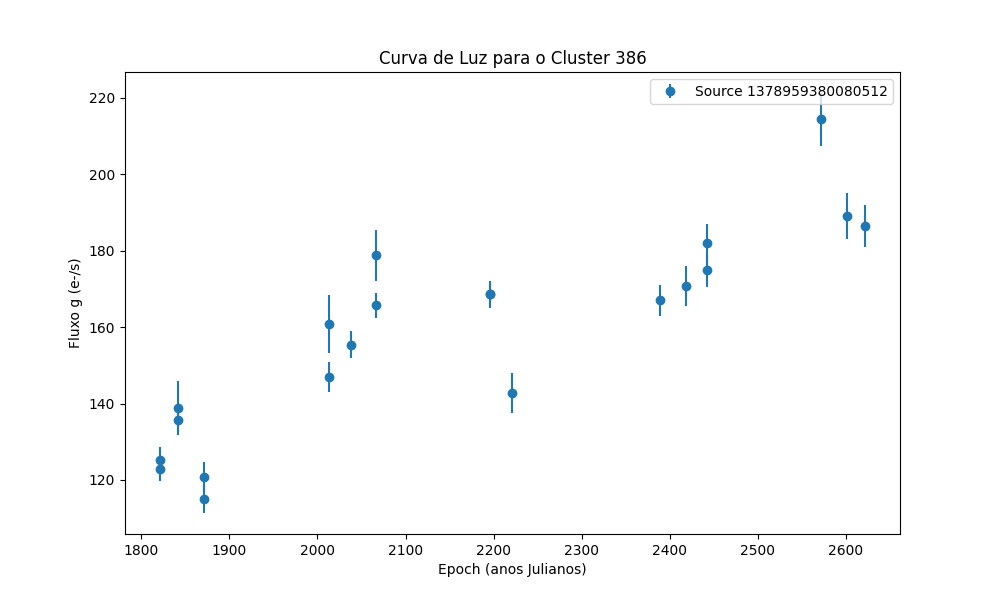 Curva de Luz para o Cluster 386
Source 1378959380080512
Fluxo g (e-/s)
220
200
180
160
140
120
1800 1900 2000 2100 2200 2300 2400 2500 2600
Epoch (anos Julianos)